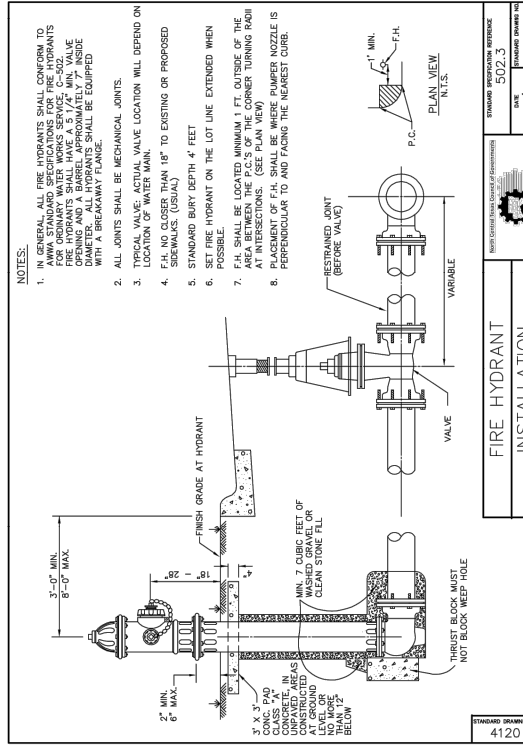 NOTES:
1. IN GENERAL, ALL FIRE HYDRANTS SHALL CONFORM TO
AWWA STANDARD SPECIFICATIONS FOR FIRE HYDRANTS
FOR ORDINARY WATER WORKS SERVICE, C-502.
FIRE HYDRANTS SHALL HAVE A 5 1/4" MIN. VALVE
OPENING AND A BARREL APPROXIMATELY 7" INSIDE
DIAMETER. ALL HYDRANTS SHALL BE EQUIPPED
WITH A BREAKAWAY FLANGE.
2. ALL JOINTS SHALL BE MECHANICAL JOINTS.
3. TYPICAL VALVE: ACTUAL VALVE LOCATION WILL DEPEND ON
LOCATION OF WATER MAIN.
4. F.H. NO CLOSER THAN 18" TO EXISTING OR PROPOSED
SIDEWALKS. (USUAL)
5. STANDARD BURY DEPTH 4' FEET
6. SET FIRE HYDRANT ON THE LOT LINE EXTENDED WHEN
POSSIBLE.
7. F.H. SHALL BE LOCATED MINIMUM 1 FT. OUTSIDE OF THE
AREA BETWEEN THE P.C.'S OF THE CORNER TURNING RADII
AT INTERSECTIONS. (SEE PLAN VIEW)
8. PLACEMENT OF F.H. SHALL BE WHERE PUMPER NOZZLE IS
PERPENDICULAR TO AND FACING THE NEAREST CURB.
1' MIN.
F.H.
P.C.
PLAN VIEW
N.T.S.
3'-0" MIN.
8'-0" MAX.
FINISH GRADE AT HYDRANT
18" - 28"
4"
2" MIN.
6" MAX.
3' X 3'
CONC. PAD
CLASS "A"
CONCRETE, IN
UNPAVED AREAS
CONSTRUCTED
AT GROUND
LEVEL OR
NO MORE
THAN 12"
BELOW
MIN. 7 CUBIC FEET OF
WASHED GRAVEL OR
CLEAN STONE FILL
THRUST BLOCK MUST
NOT BLOCK WEEP HOLE
RESTRAINED JOINT
(BEFORE VALVE)
VALVE
VARIABLE
FIRE HYDRANT
INSTALLATION
North Central Texas Council of Governments
STANDARD SPECIFICATION REFERENCE
502.3
DATE
STANDARD DRAWING NO.
STANDARD DRAWIN
4120